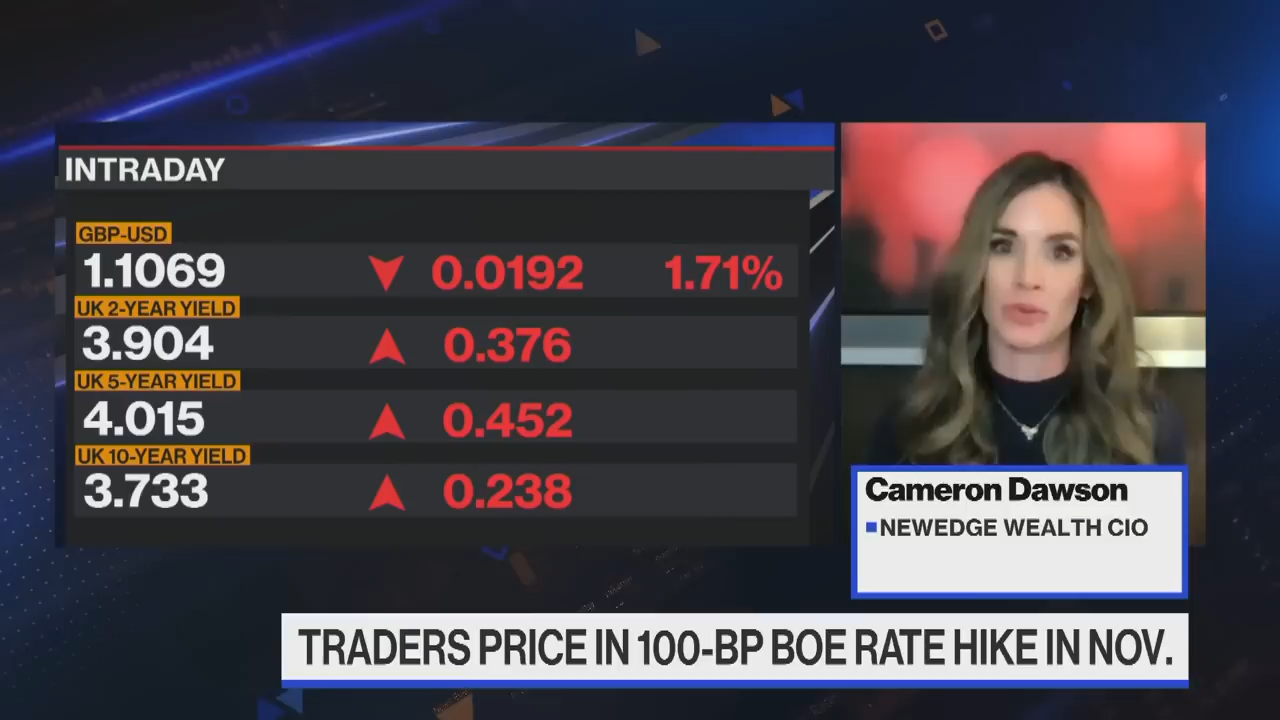 INTRADAY
GBP-USD
1.1069 ▼ 0.0192 1.71%
UK 2-YEAR YIELD
3.904 ▲ 0.376
UK 5-YEAR YIELD
4.015 ▲ 0.452
UK 10-YEAR YIELD
3.733 ▲ 0.238
Cameron Dawson
NEWEDGE WEALTH CIO
TRADERS PRICE IN 100-BP BOE RATE HIKE IN NOV.